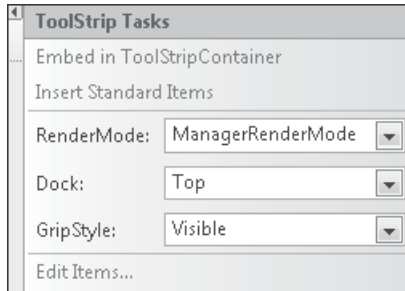 ToolStrip Tasks
Embed in ToolStripContainer
Insert Standard Items
RenderMode: ManagerRenderMode
Dock: Top
GripStyle: Visible
Edit Items...